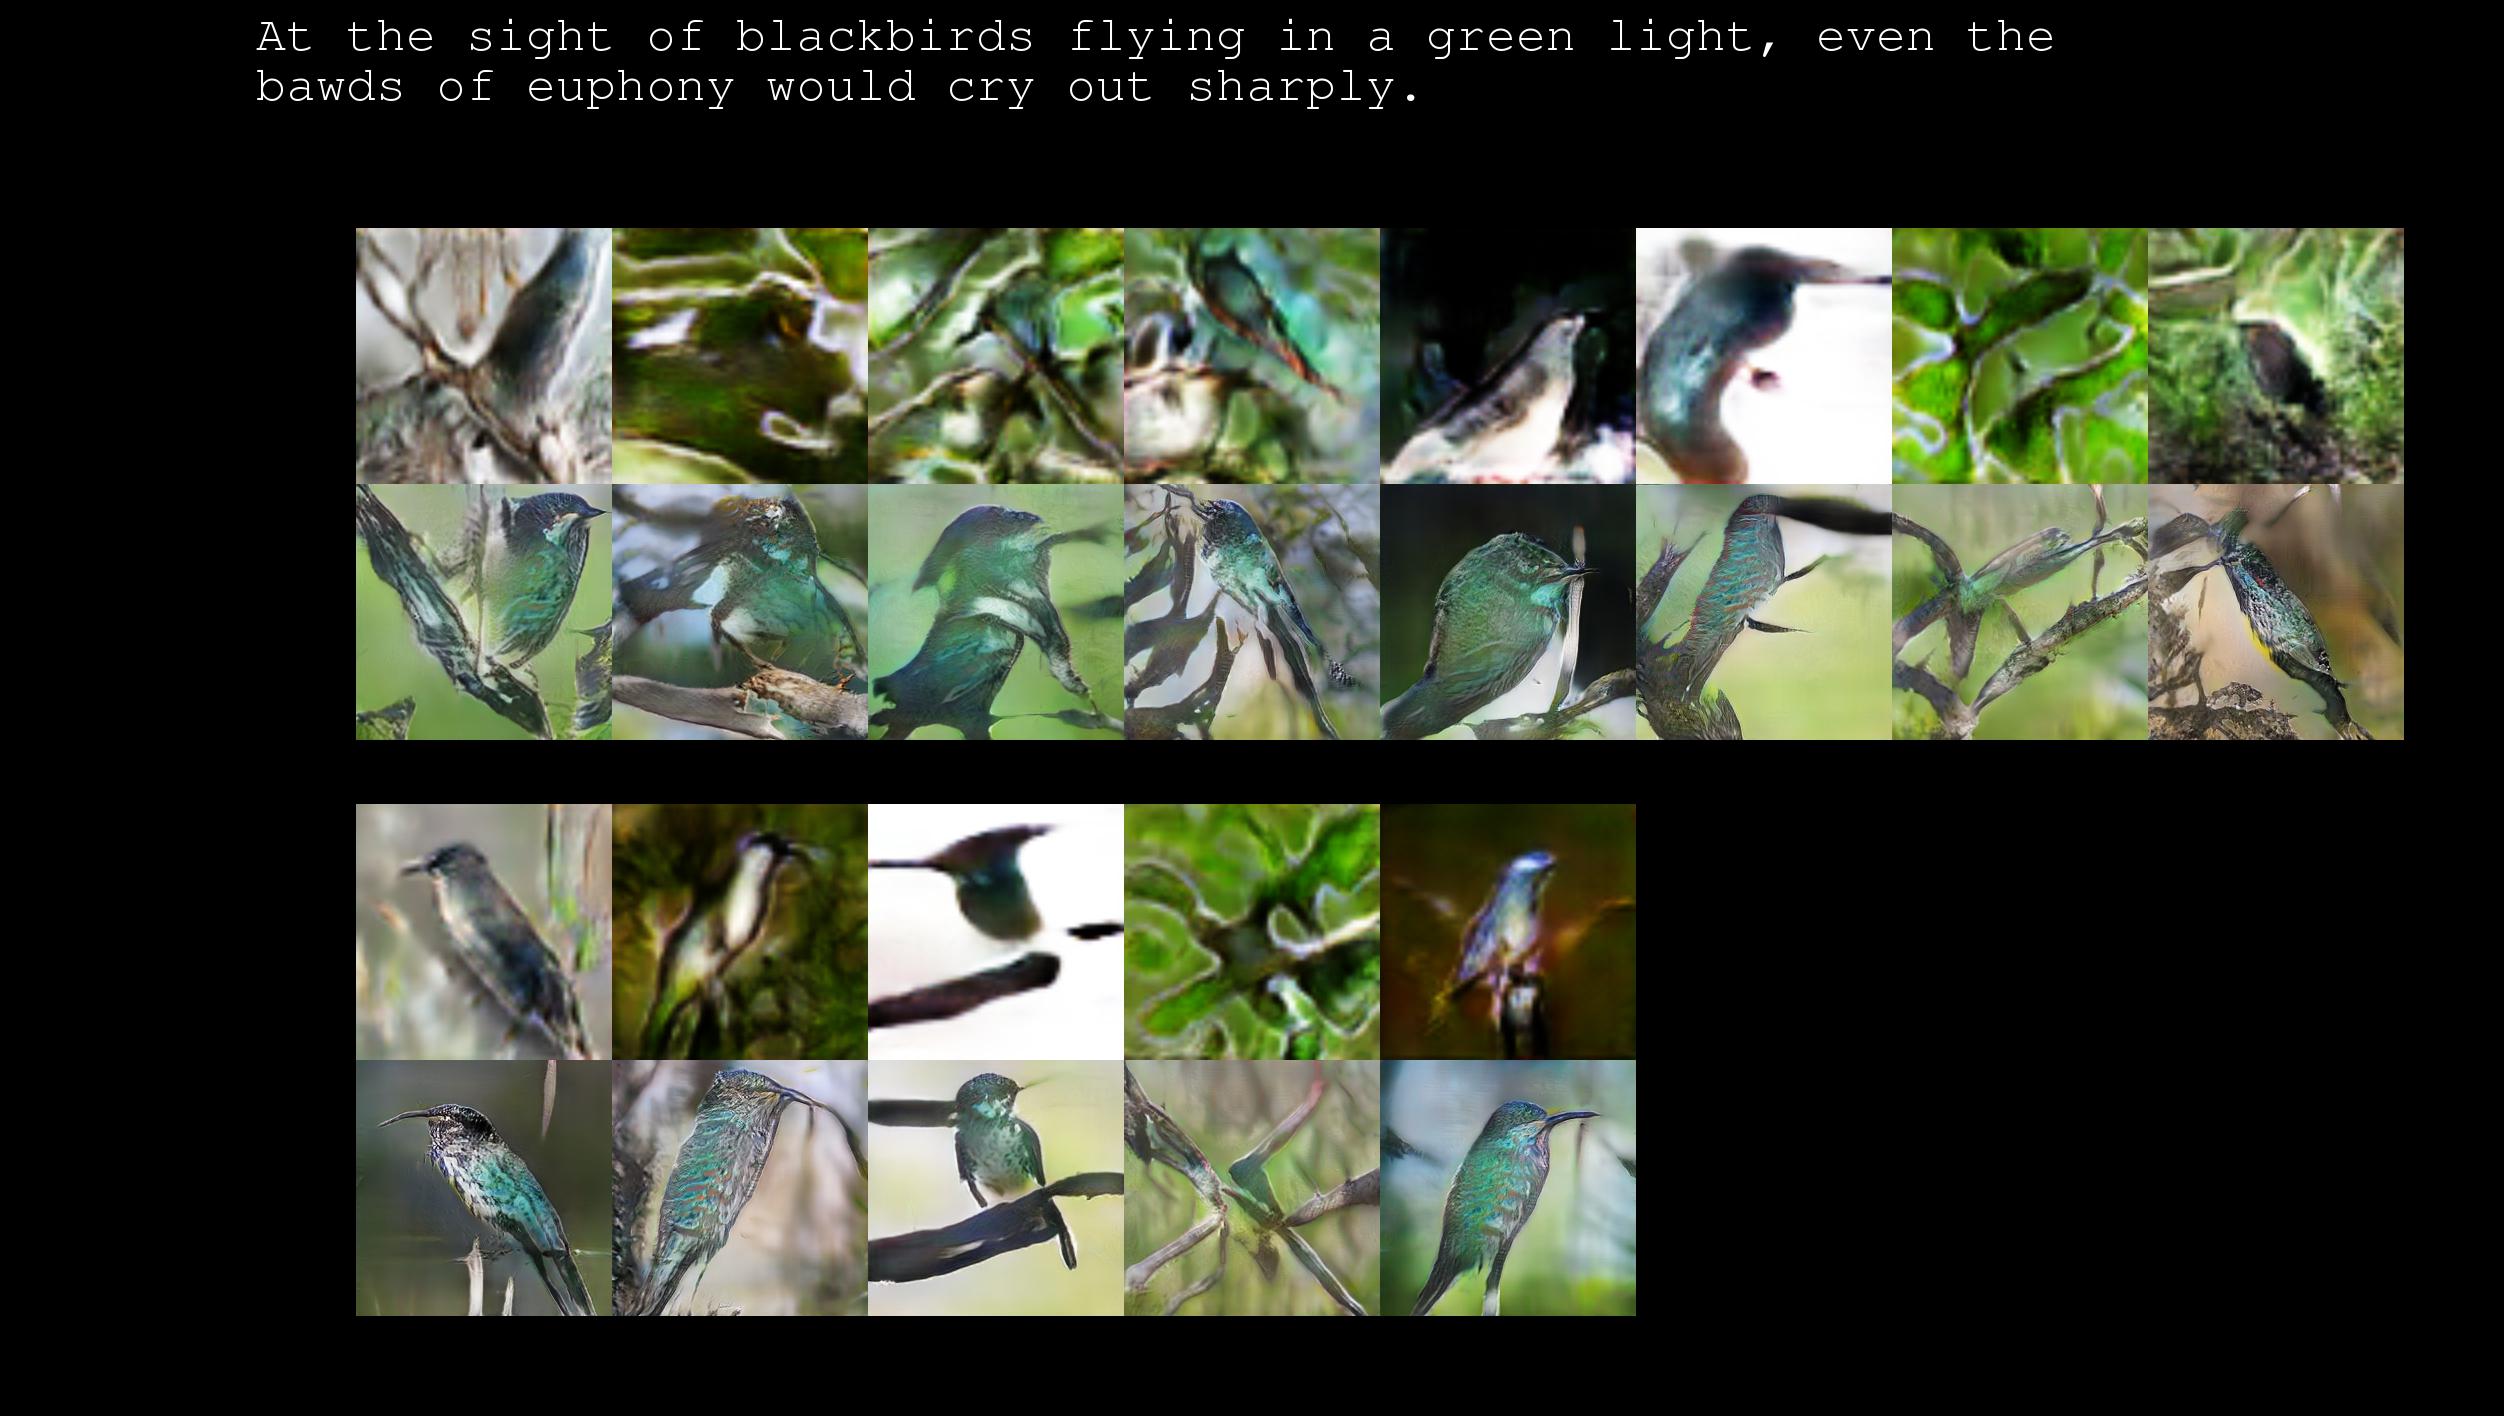 At the sight of blackbirds flying in a green light, even the
bawds of euphony would cry out sharply.